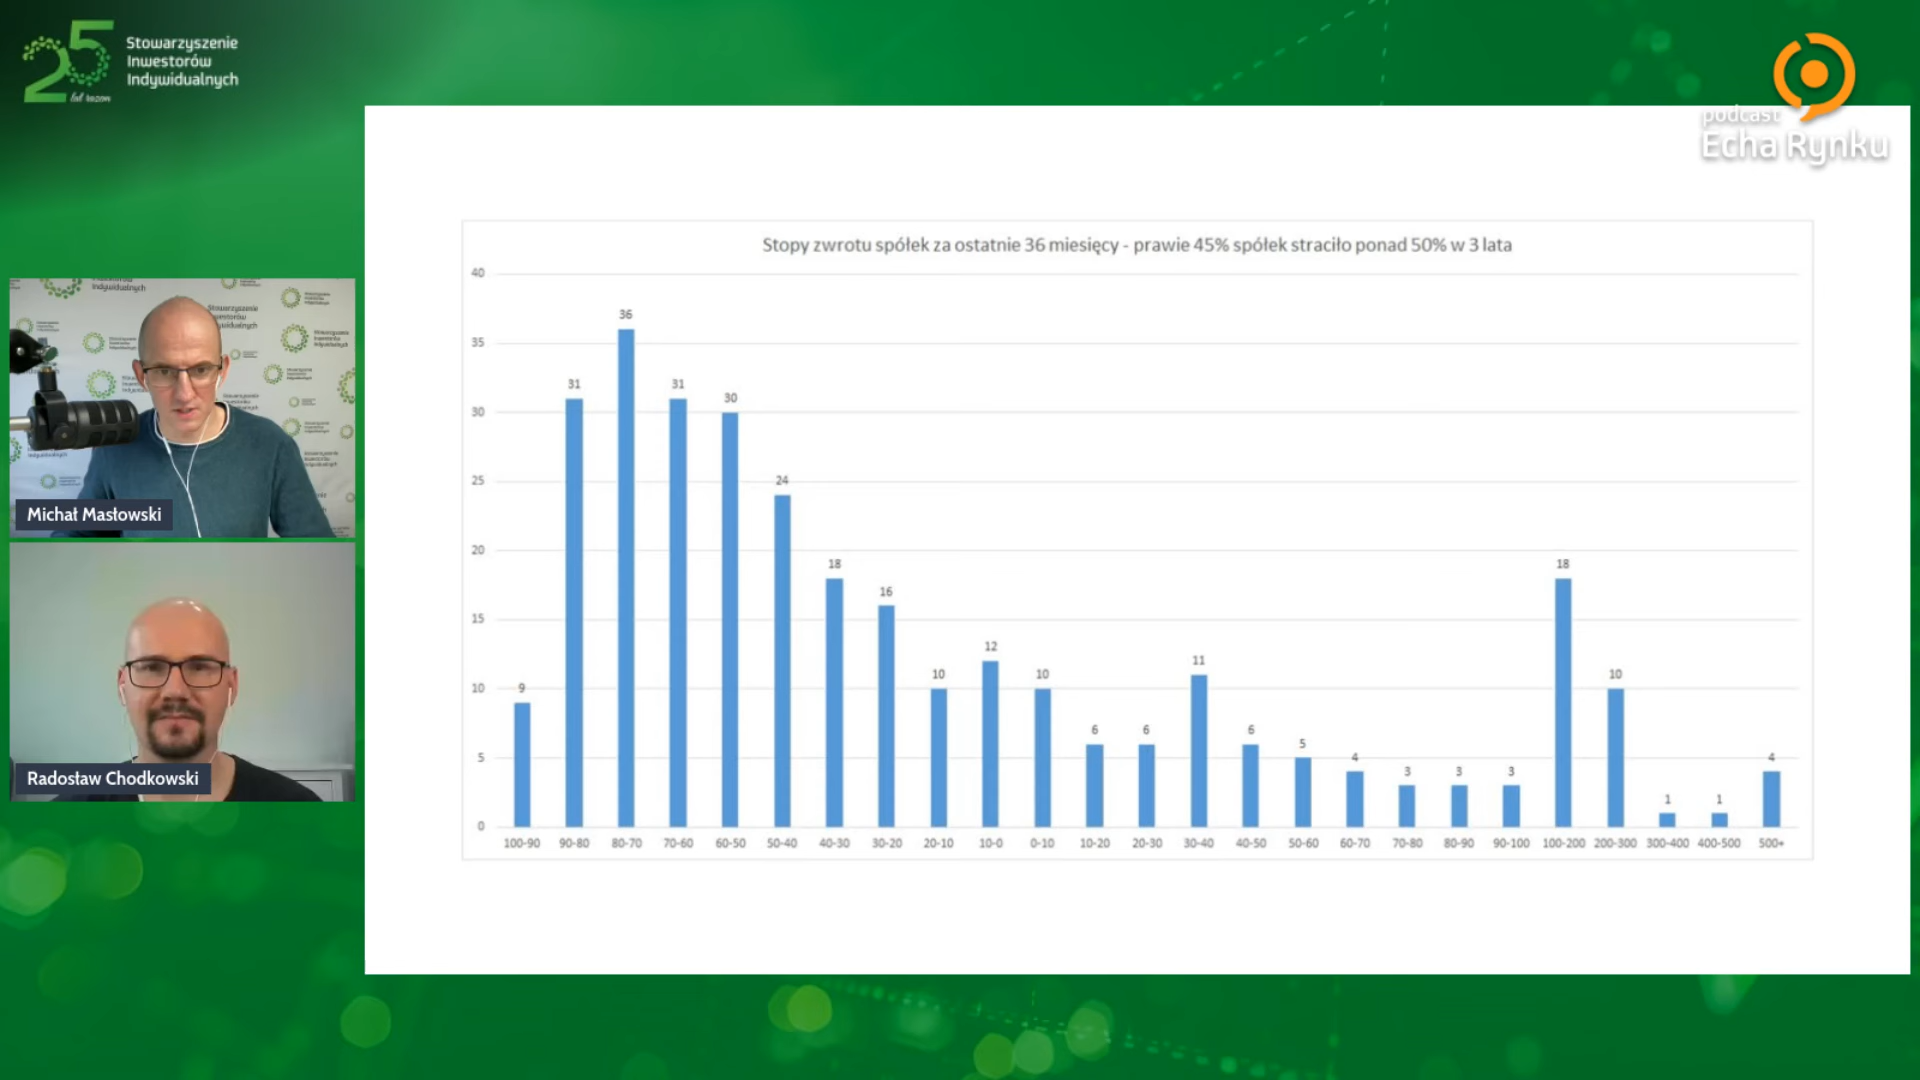 25
lat razem
Stowarzyszenie
Inwestorów
Indywidualnych
podcast
Echa Rynku
Stopy zwrotu spółek za ostatnie 36 miesięcy - prawie 45% spółek straciło ponad 50% w 3 lata
40
35
30
25
20
15
10
5
0
9 31 36 31 30 24 18 16 10 12 10 6 6 11 6 5 4 3 3 3 18 10 1 1 4
100-90 90-80 80-70 70-60 60-50 50-40 40-30 30-20 20-10 10-0 0-10 10-20 20-30 30-40 40-50 50-60 60-70 70-80 80-90 90-100 100-200 200-300 300-400 400-500 500+
Michał Masłowski
Radosław Chodkowski